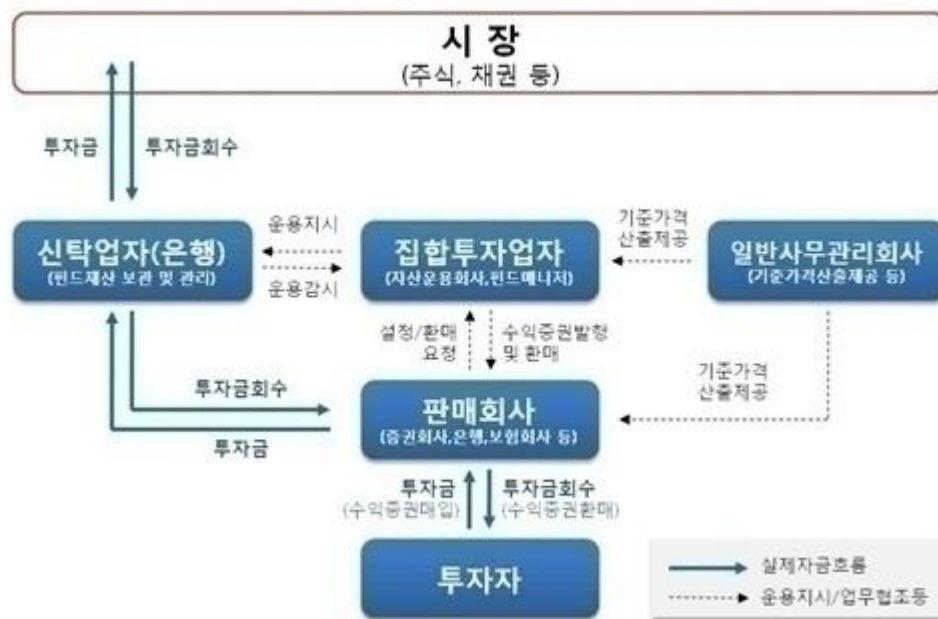 시 장
(주식, 채권 등)
투자금
투자금회수
신탁업자(은행)
(펀드재산 보관 및 관리)
운용지시
운용감시
집합투자업자
(자산운용회사,펀드매니저)
기준가격
산출제공
일반사무관리회사
(기준가격산출제공 등)
설정/환매
요청
수익증권발행
및 환매
기준가격
산출제공
투자금회수
투자금
판매회사
(증권회사,은행,보험회사 등)
투자금
(수익증권매입)
투자금회수
(수익증권환매)
투자자
실제자금흐름
운용지시/업무협조등